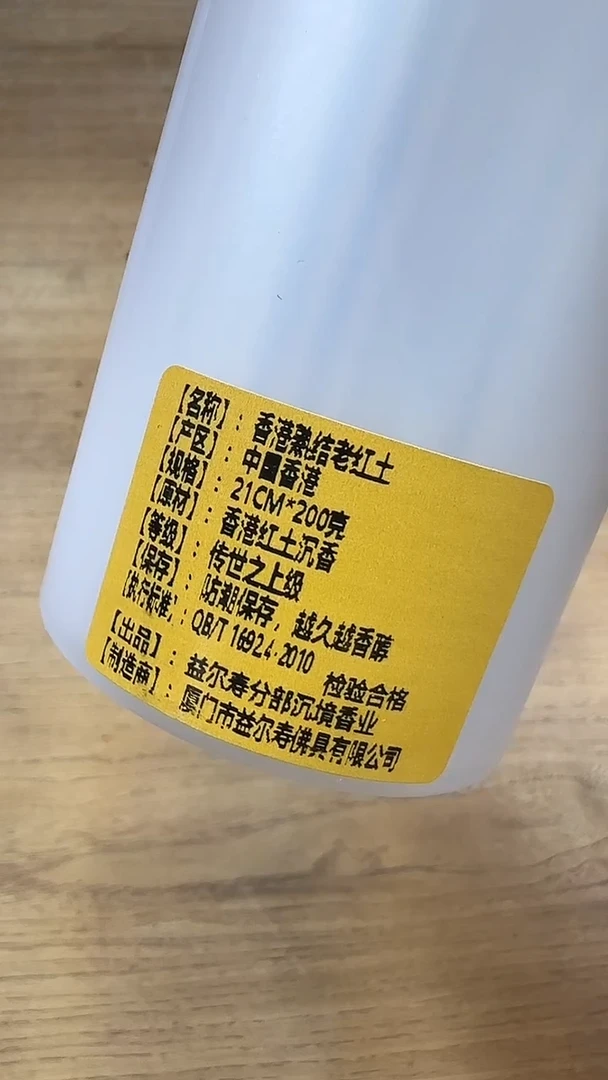 【名称】：香港熟结老红土
【产区】：中國香港
【规格】：21CM*200克
【原材】：香港红土沉香
【等级】：传世之上级
【保存】：防潮保存，越久越香醇
【执行标准】：QB/T 16924-2010 检验合格
【出品】：益尔寿分部沉境香业
【制造商】：厦门市益尔寿佛具有限公司